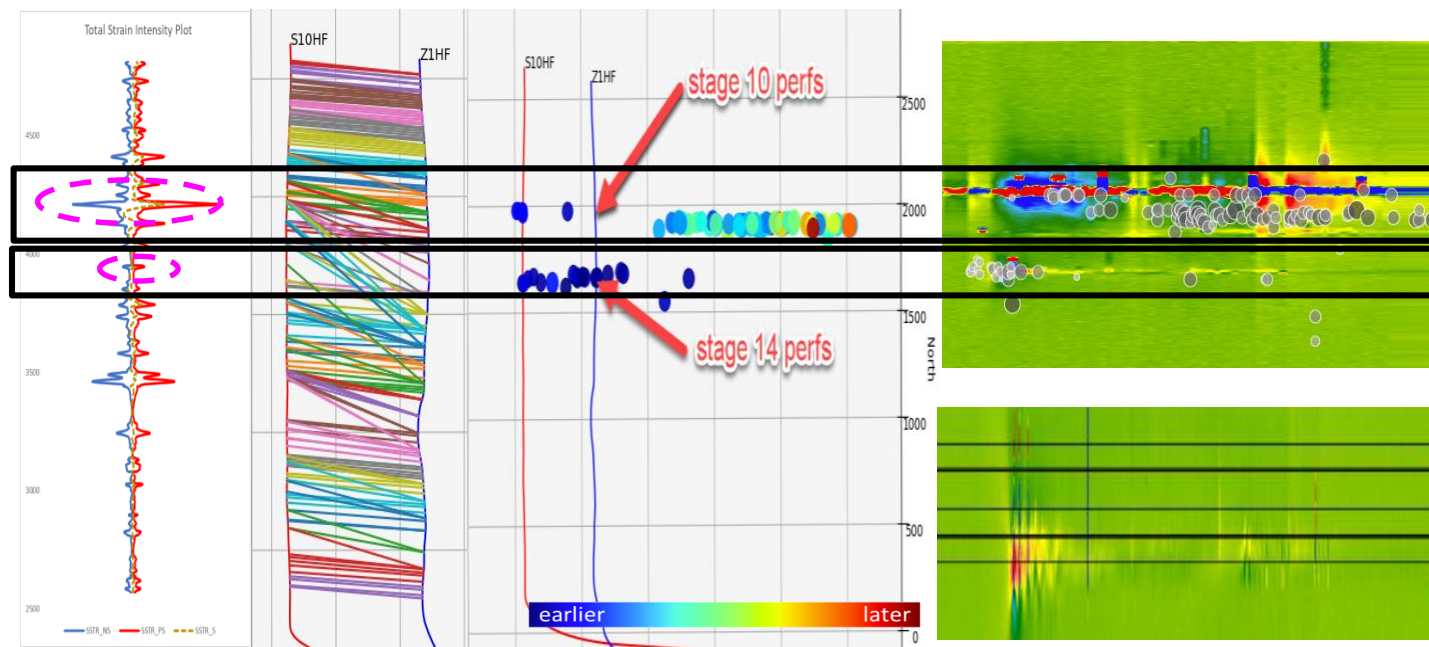 Total Strain Intensity Plot
4500
4000
3500
3000
2500
SSTR_NS SSTR_PS SSTR_S
S10HF
Z1HF
S10HF
Z1HF
stage 10 perfs
stage 14 perfs
2500
2000
1500
1000
500
0
North
earlier later